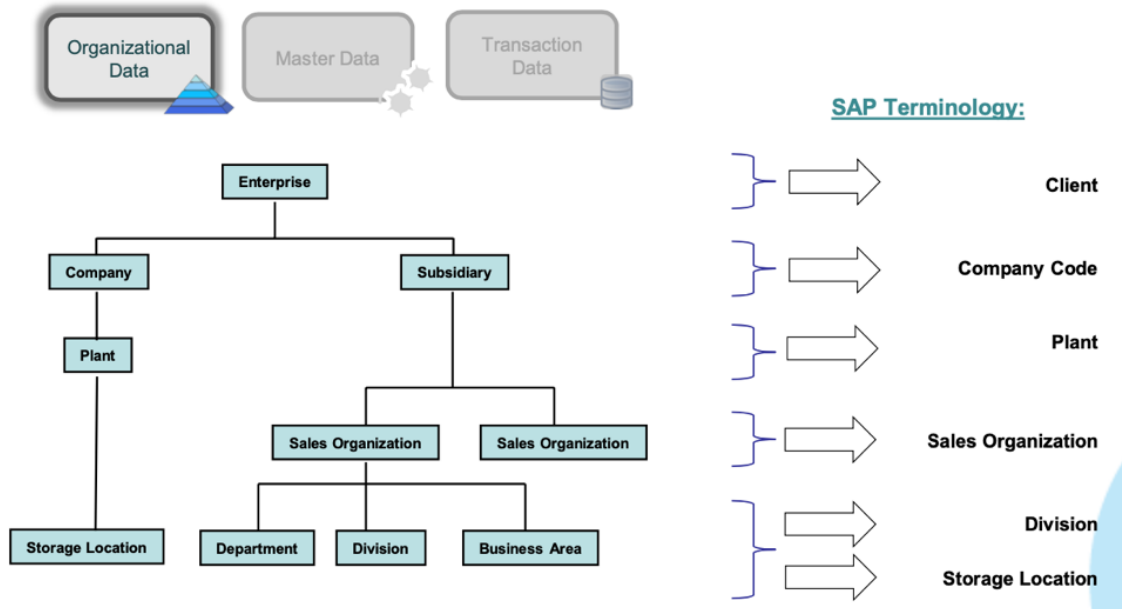 Organizational
Data
Master Data
Transaction
Data
SAP Terminology:
Enterprise
Client
Company
Subsidiary
Company Code
Plant
Plant
Sales Organization
Sales Organization
Sales Organization
Storage Location
Department
Division
Business Area
Division
Storage Location